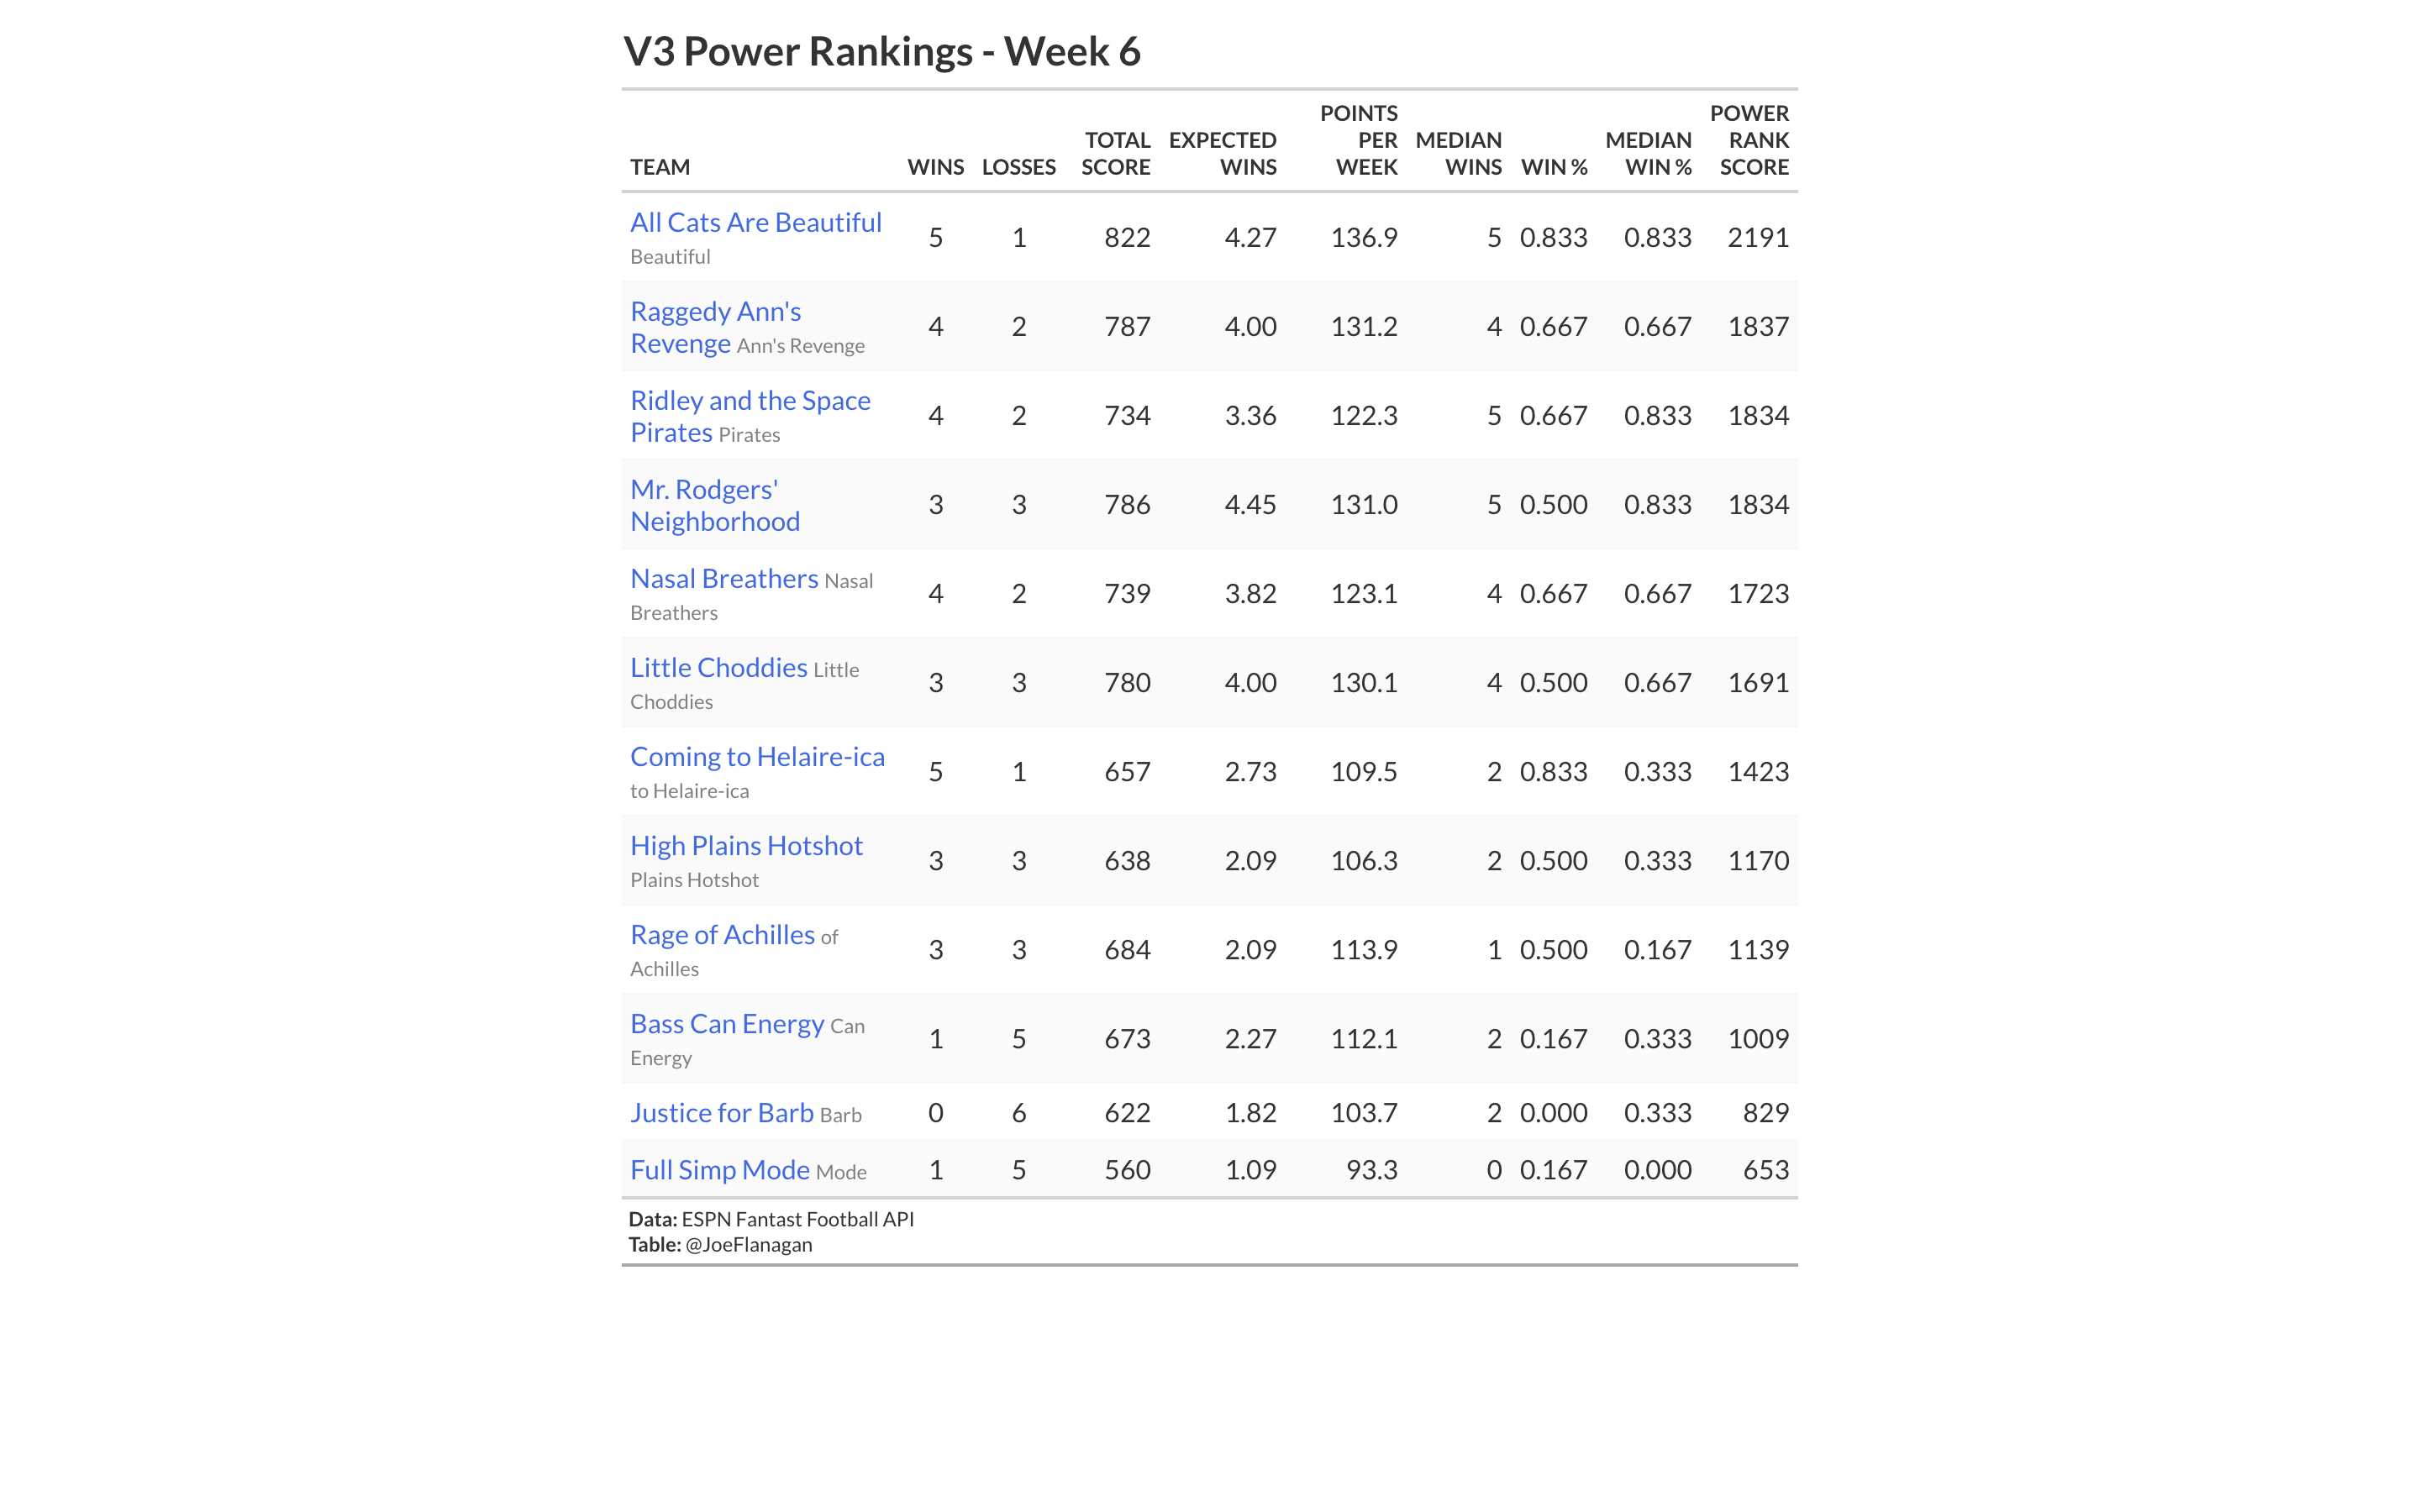 V3 Power Rankings - Week 6
POINTS POWER
TOTAL EXPECTED PER MEDIAN MEDIAN RANK
TEAM WINS LOSSES SCORE WINS WEEK WINS WIN % WIN % SCORE
All Cats Are Beautiful
Beautiful
5 1 822 4.27 136.9 5 0.833 0.833 2191
Raggedy Ann's
Revenge Ann's Revenge
4 2 787 4.00 131.2 4 0.667 0.667 1837
Ridley and the Space
Pirates Pirates
4 2 734 3.36 122.3 5 0.667 0.833 1834
Mr. Rodgers'
Neighborhood
3 3 786 4.45 131.0 5 0.500 0.833 1834
Nasal Breathers Nasal
Breathers
4 2 739 3.82 123.1 4 0.667 0.667 1723
Little Choddies Little
Choddies
3 3 780 4.00 130.1 4 0.500 0.667 1691
Coming to Helaire-ica
to Helaire-ica
5 1 657 2.73 109.5 2 0.833 0.333 1423
High Plains Hotshot
Plains Hotshot
3 3 638 2.09 106.3 2 0.500 0.333 1170
Rage of Achilles of
Achilles
3 3 684 2.09 113.9 1 0.500 0.167 1139
Bass Can Energy Can
Energy
1 5 673 2.27 112.1 2 0.167 0.333 1009
Justice for Barb Barb 0 6 622 1.82 103.7 2 0.000 0.333 829
Full Simp Mode Mode 1 5 560 1.09 93.3 0 0.167 0.000 653
Data: ESPN Fantast Football API
Table: @JoeFlanagan